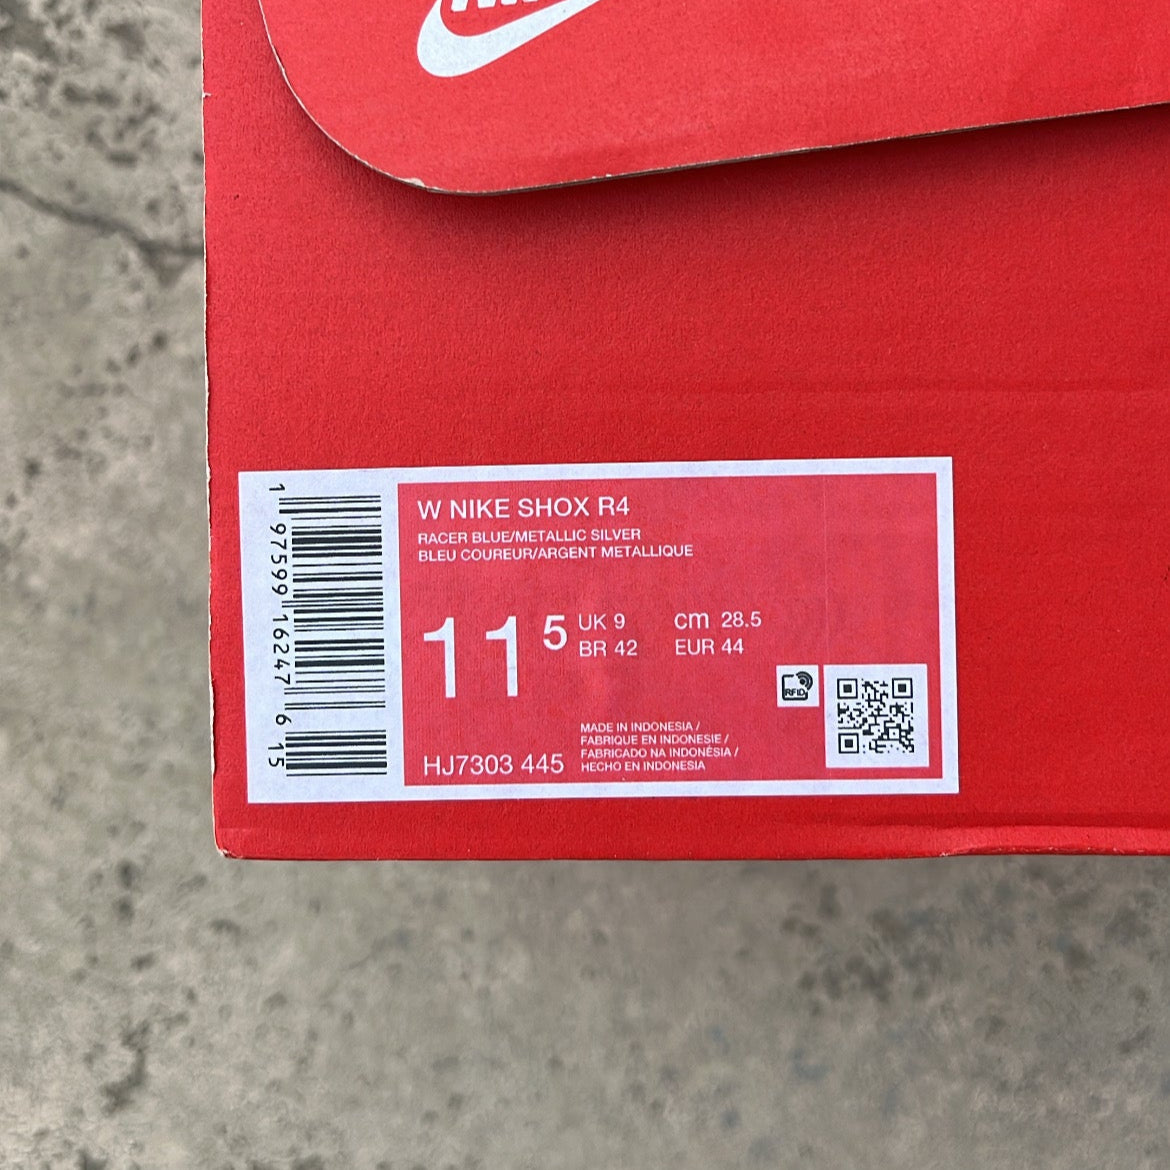 W NIKE SHOX R4
RACER BLUE/METALLIC SILVER
BLEU COUREUR/ARGENT METALLIQUE
11 5
UK 9 cm 28.5
BR 42 EUR 44
RFID
MADE IN INDONESIA /
FABRIQUE EN INDONESIE /
FABRICADO NA INDONÉSIA /
HECHO EN INDONESIA
HJ7303 445
1 97599 16247 6 15